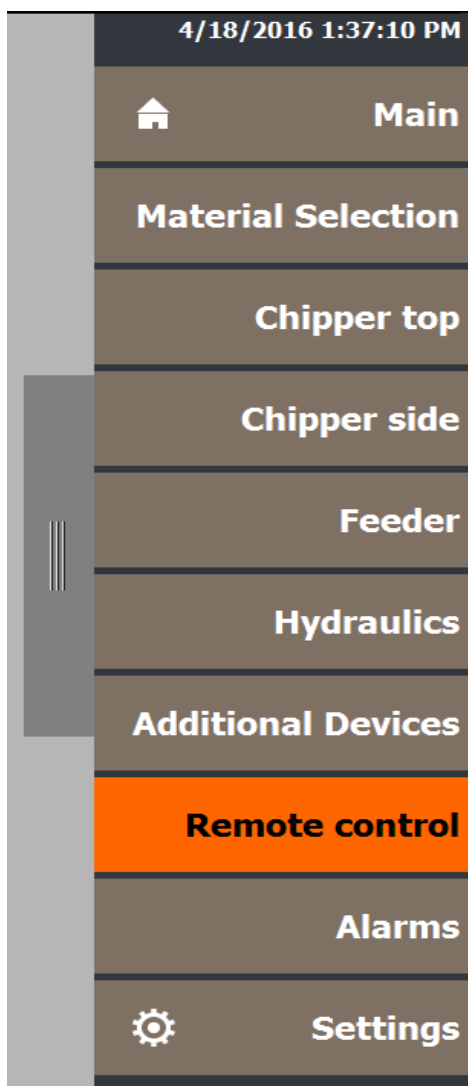 4/18/2016 1:37:10 PM
Main
Material Selection
Chipper top
Chipper side
Feeder
Hydraulics
Additional Devices
Remote control
Alarms
Settings